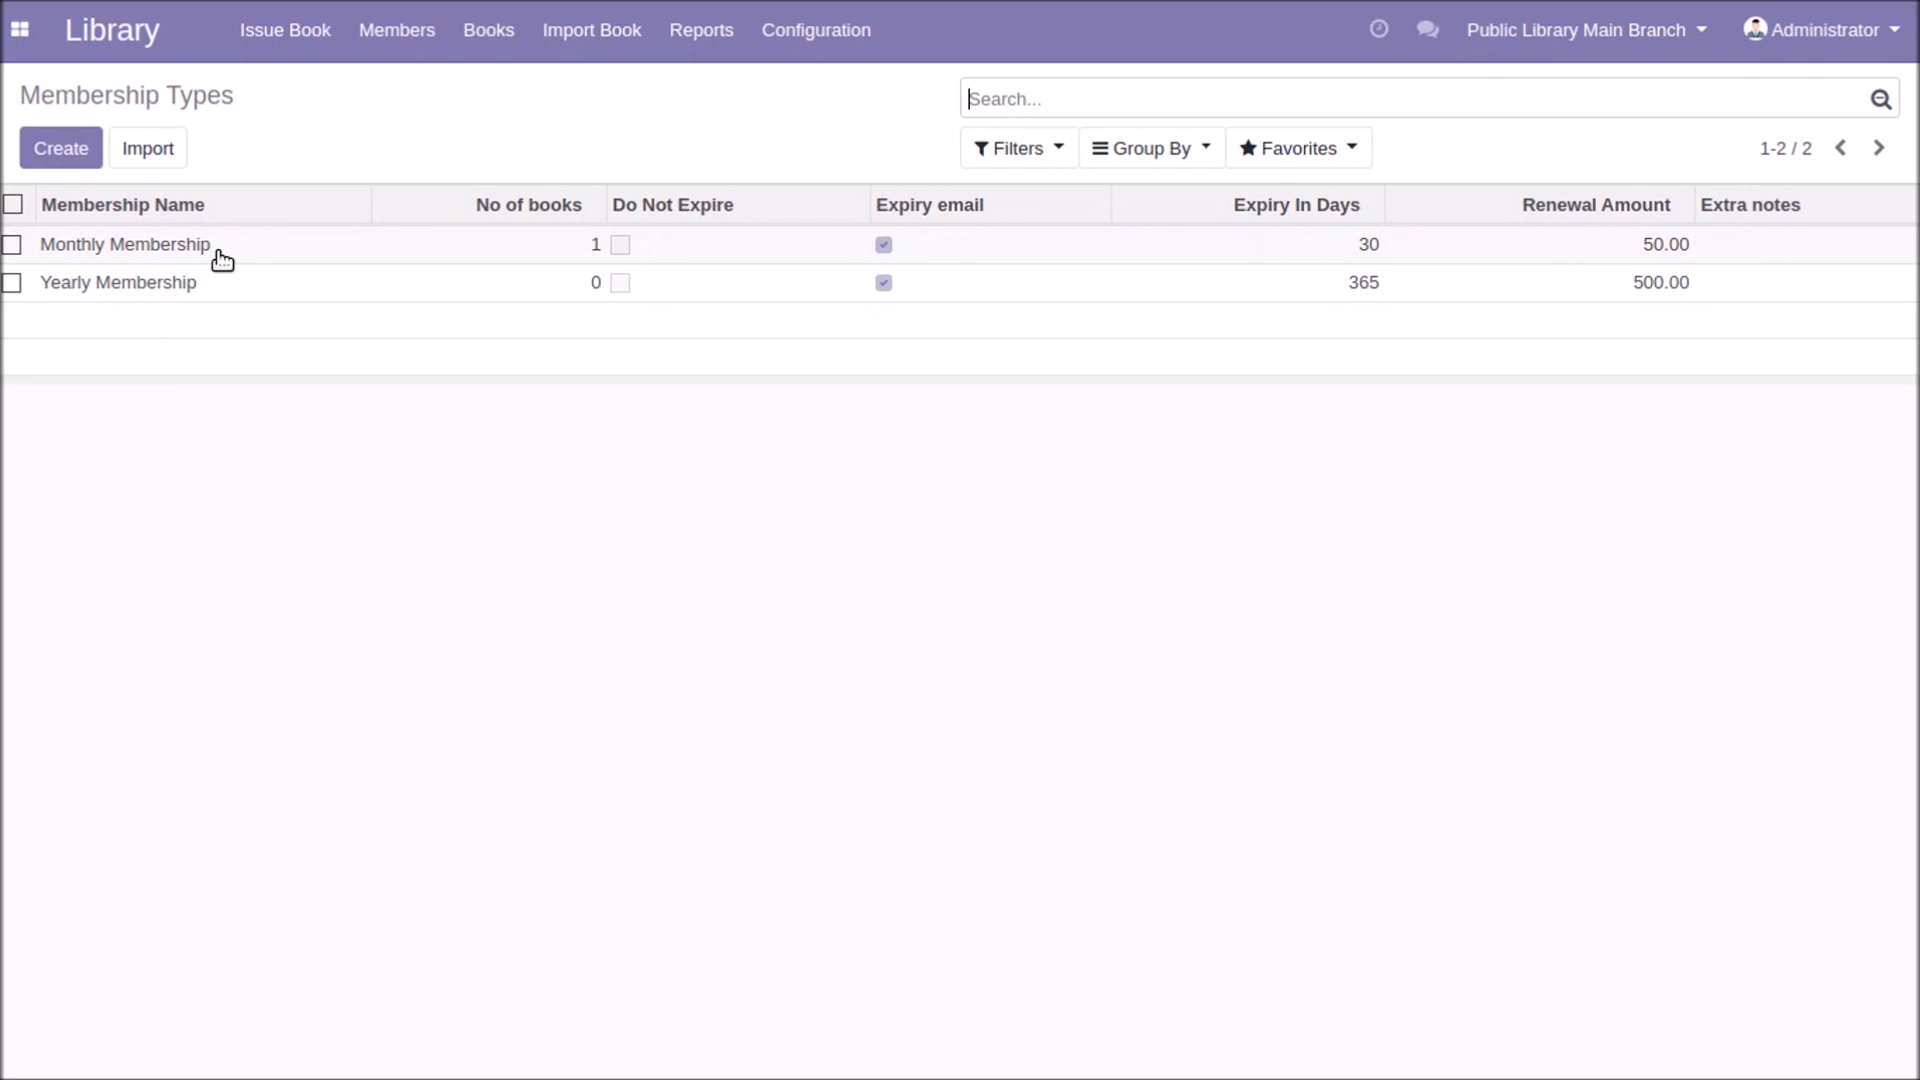 Library Issue Book Members Books Import Book Reports Configuration Public Library Main Branch Administrator
Membership Types Search...
Create Import Filters Group By Favorites 1-2 / 2
Membership Name No of books Do Not Expire Expiry email Expiry In Days Renewal Amount Extra notes
Monthly Membership 1 30 50.00
Yearly Membership 0 365 500.00